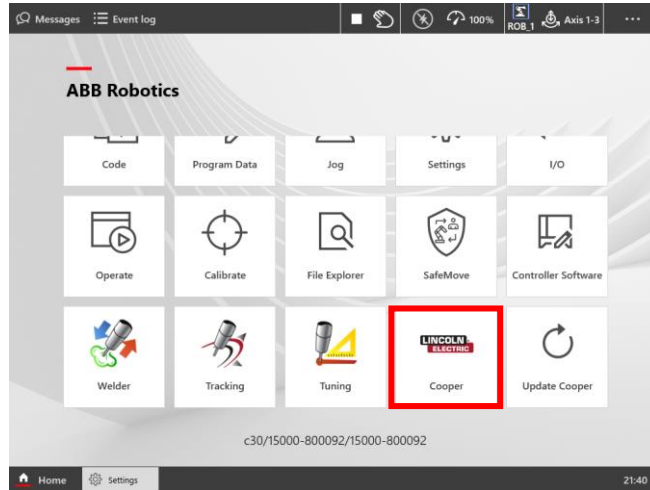 Messages Event log 100% ROB_1 Axis 1-3 ...
ABB Robotics
Code Program Data Jog Settings I/O
Operate Calibrate File Explorer SafeMove Controller Software
LINCOLN
ELECTRIC
Welder Tracking Tuning Cooper Update Cooper
c30/15000-800092/15000-800092
Home Settings 21:40